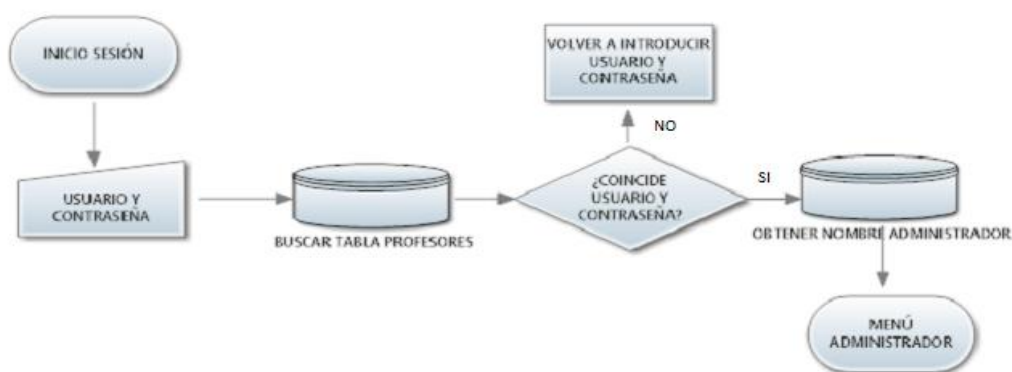 INICIO SESIÓN
USUARIO Y
CONTRASEÑA
BUSCAR TABLA PROFESORES
¿COINCIDE
USUARIO Y
CONTRASEÑA?
NO
VOLVER A INTRODUCIR
USUARIO Y
CONTRASEÑA
SI
OBTENER NOMBRE ADMINISTRADOR
MENÚ
ADMINISTRADOR